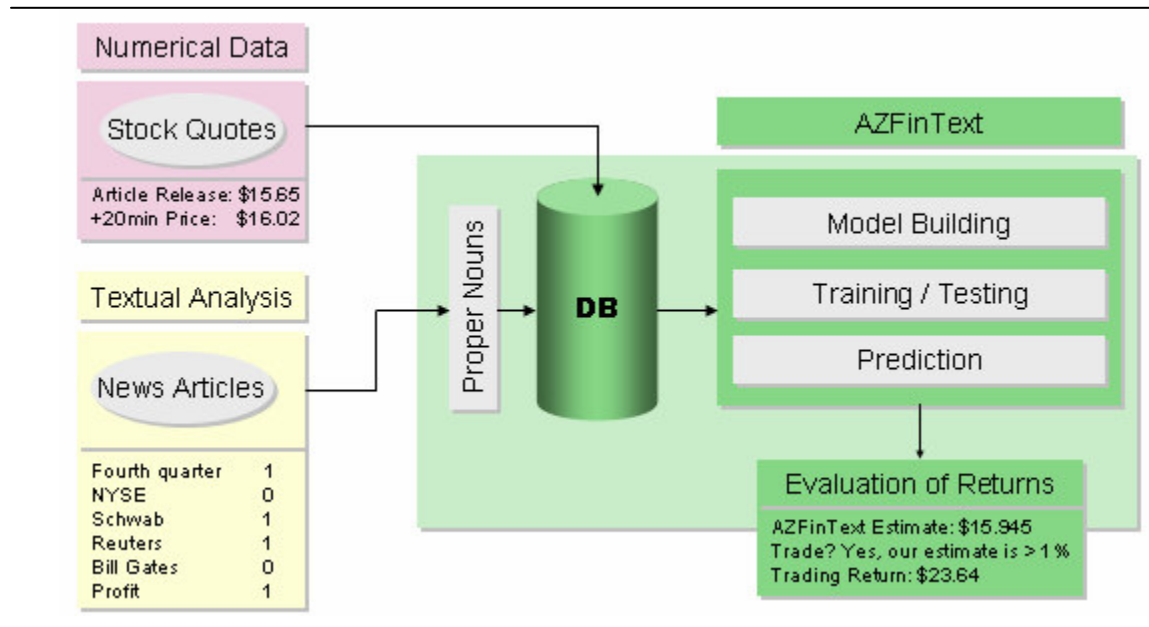 Numerical Data
Stock Quotes
Article Release: $15.65
+20min Price: $16.02
Textual Analysis
News Articles
Fourth quarter 1
NYSE 0
Schwab 1
Reuters 1
Bill Gates 0
Profit 1
Proper Nouns
DB
AZFinText
Model Building
Training / Testing
Prediction
Evaluation of Returns
AZFinText Estimate: $15.945
Trade? Yes, our estimate is > 1%
Trading Return: $23.64